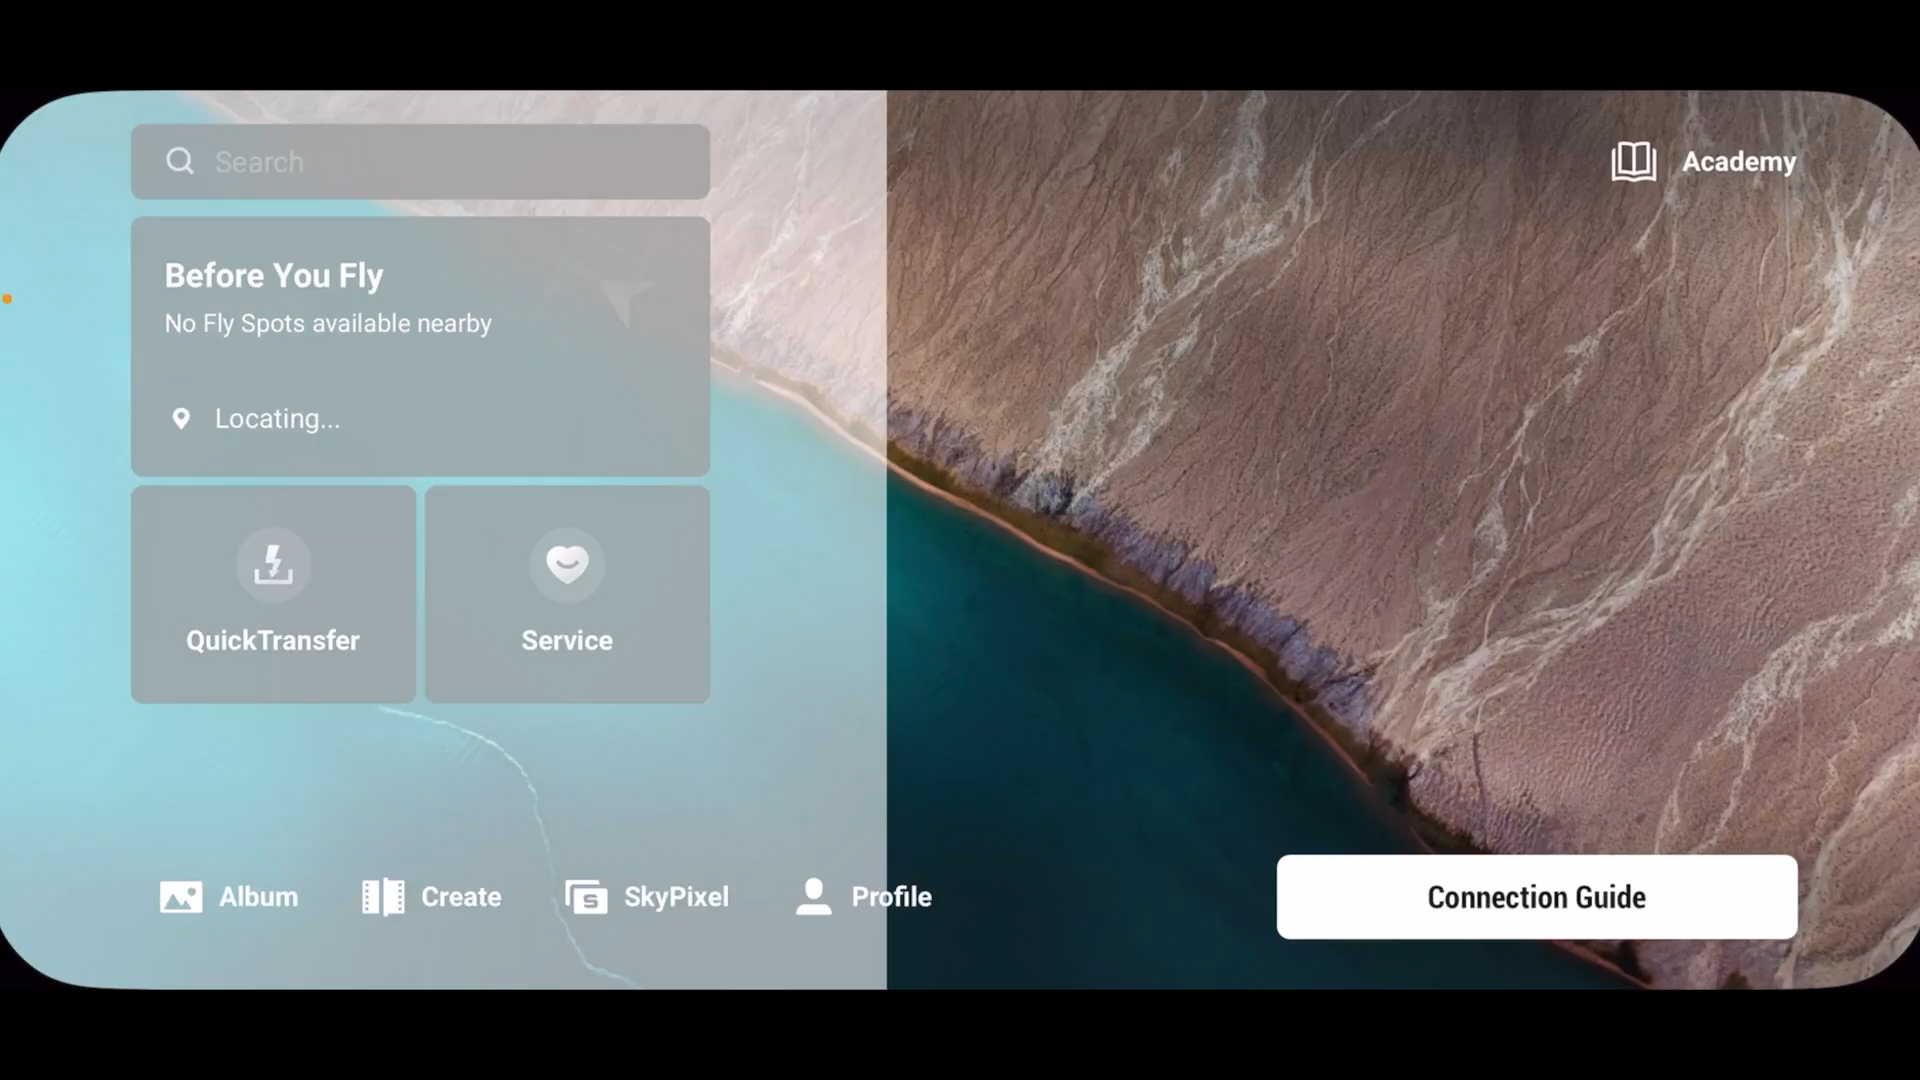 Search
Academy
Before You Fly
No Fly Spots available nearby
Locating...
QuickTransfer
Service
Album
Create
SkyPixel
Profile
Connection Guide